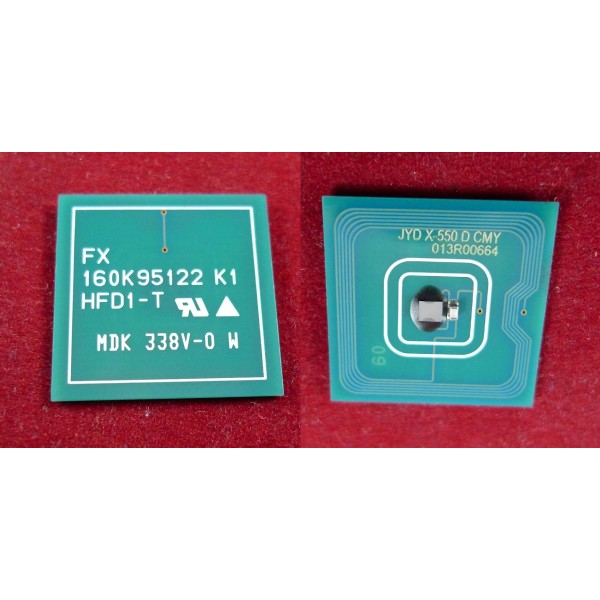 FX
160K95122 K1
HFD1-T
MDK 338V-0 W
JYD X-550 D CMY
013R00664
60